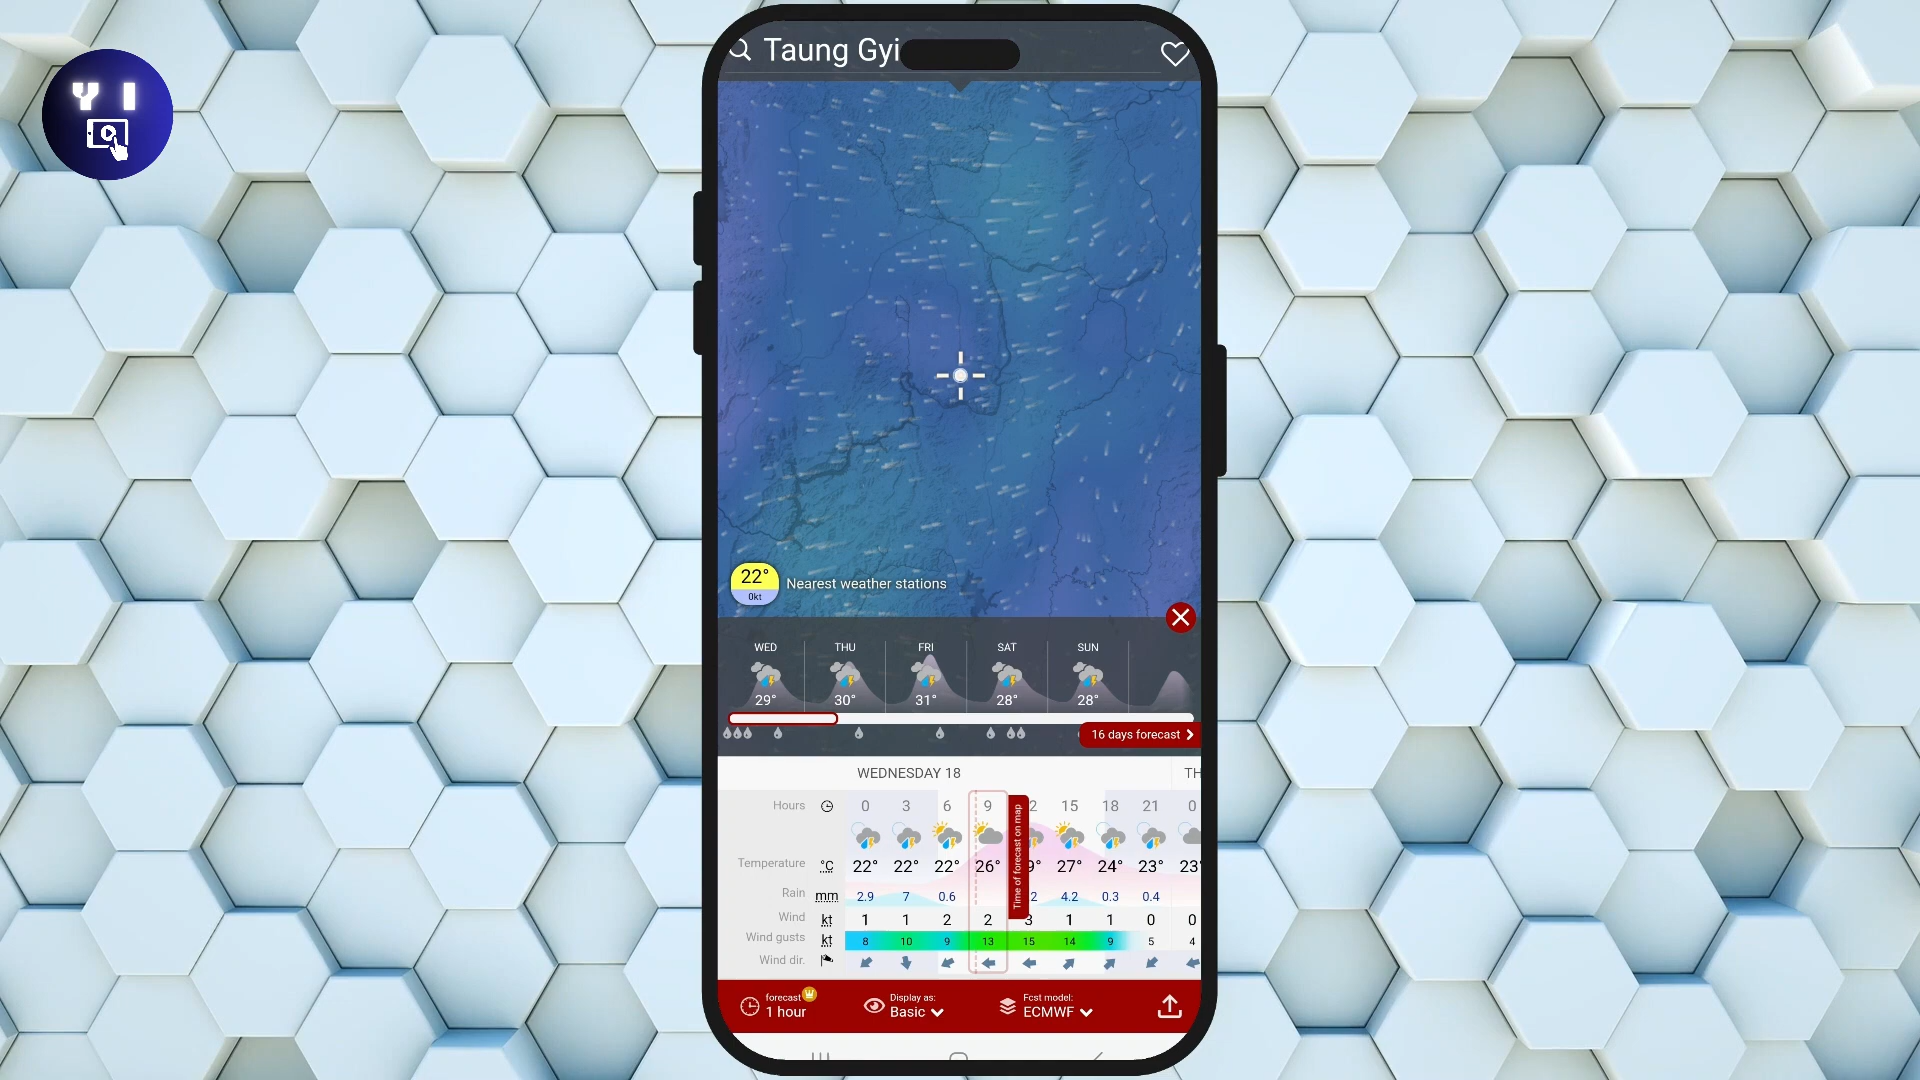 Y I
Taung Gyi
22°
0kt
Nearest weather stations
WED THU FRI SAT SUN
29° 30° 31° 28° 28°
16 days forecast
WEDNESDAY 18 TH
Hours 0 3 6 9 2 15 18 21 0
Time of forecast on map
Temperature °C 22° 22° 22° 26° 9° 27° 24° 23° 23°
Rain mm 2.9 7 0.6 2 4.2 0.3 0.4
Wind kt 1 1 2 2 3 1 1 0 0
Wind gusts kt 8 10 9 13 15 14 9 5 4
Wind dir.
forecast
1 hour
Display as:
Basic
Fcst model:
ECMWF